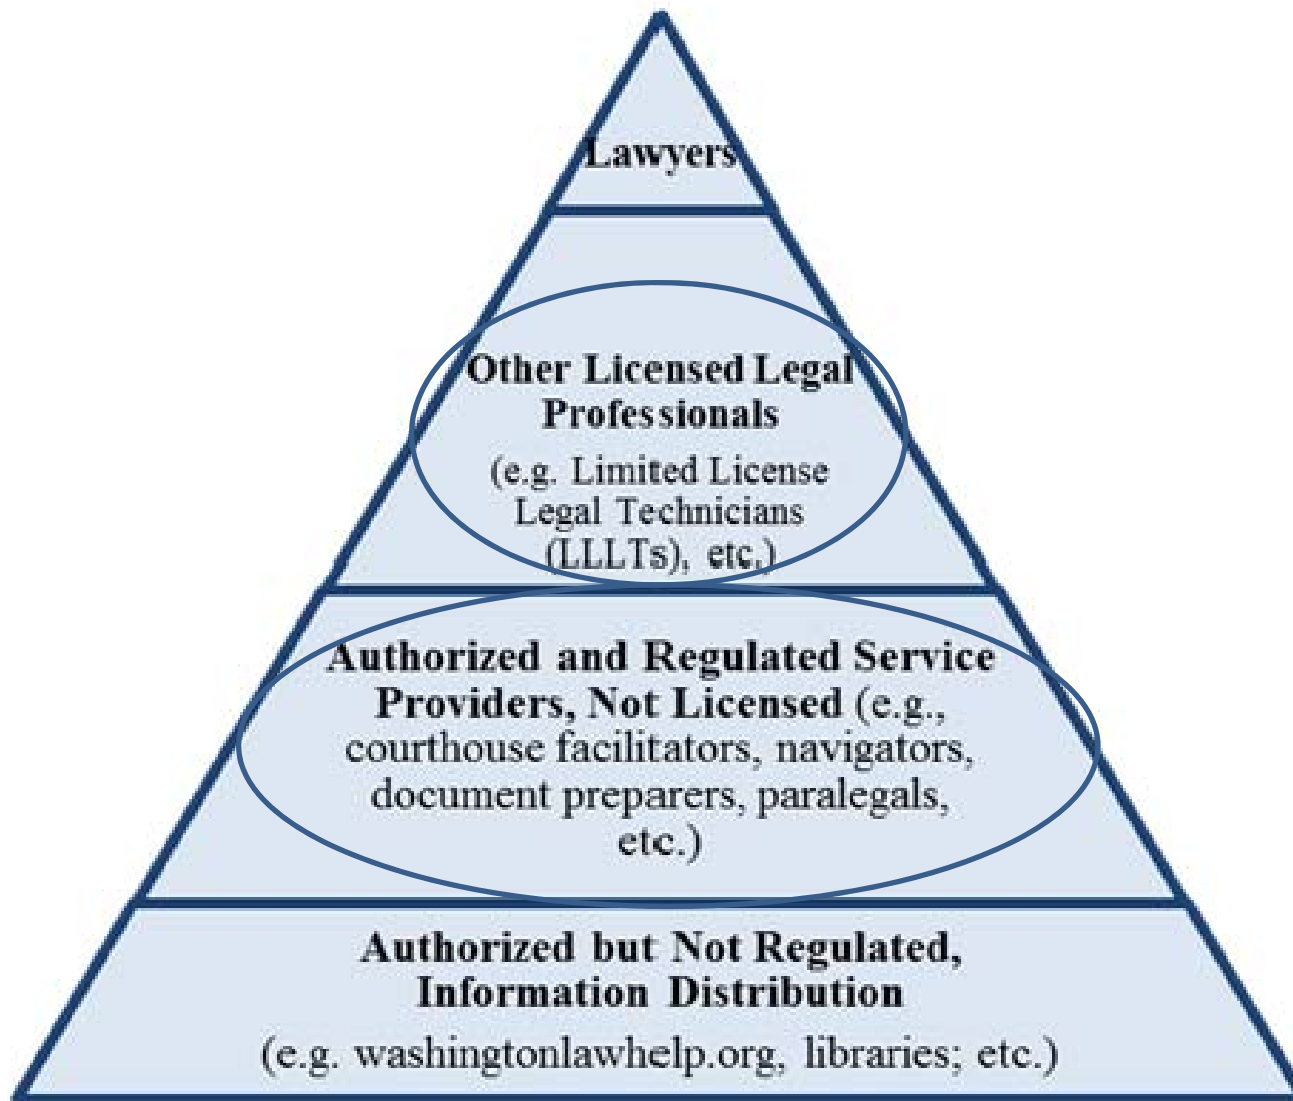 Lawyers
Other Licensed Legal
Professionals
(e.g. Limited License
Legal Technicians
(LLLTs), etc.)
Authorized and Regulated Service
Providers, Not Licensed (e.g.,
courthouse facilitators, navigators,
document preparers, paralegals,
etc.)
Authorized but Not Regulated,
Information Distribution
(e.g. washingtonlawhelp.org, libraries; etc.)